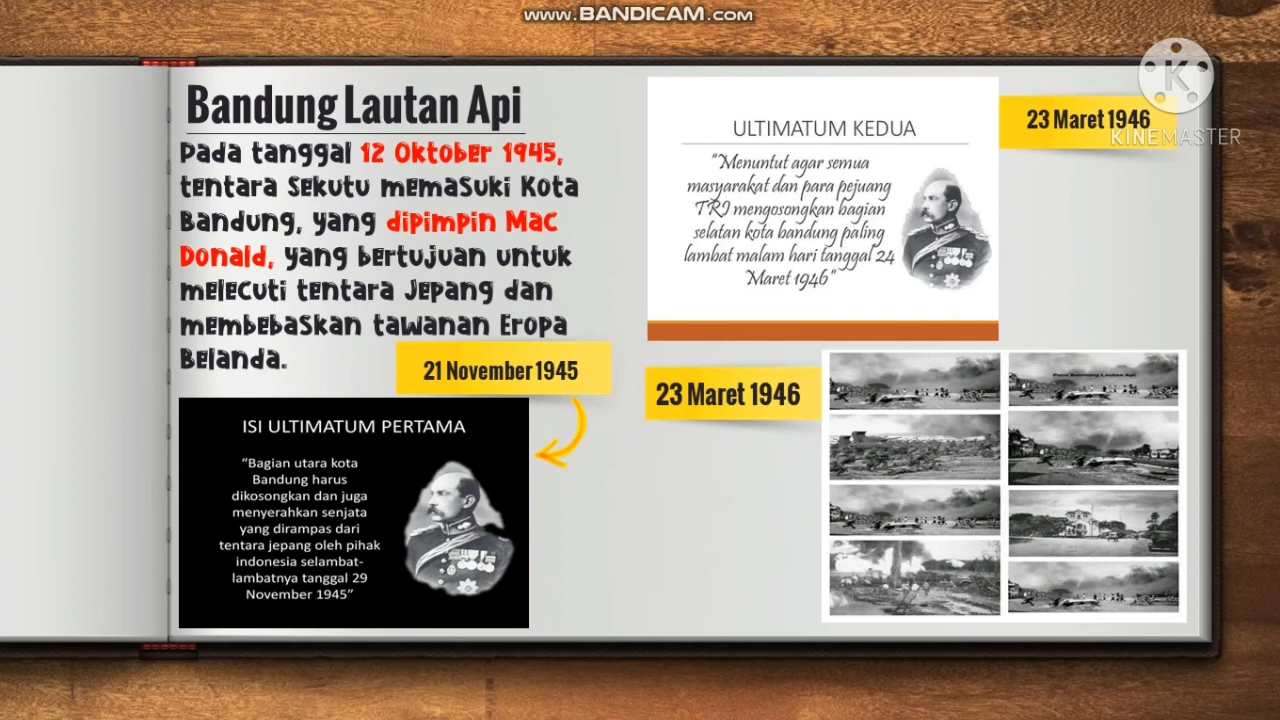 www.BANDICAM.com
Bandung Lautan Api
Pada tanggal 12 Oktober 1945,
tentara Sekutu memasuki Kota
Bandung, yang dipimpin Mac
Donald, yang bertujuan untuk
melecuti tentara Jepang dan
membebaskan tawanan Eropa
Belanda.
21 November 1945
ISI ULTIMATUM PERTAMA
“Bagian utara kota
Bandung harus
dikosongkan dan juga
menyerahkan senjata
yang dirampas dari
tentara jepang oleh pihak
indonesia selambat-
lambatnya tanggal 29
November 1945”
ULTIMATUM KEDUA
“Menuntut agar semua
masyarakat dan para pejuang
TRI mengosongkan bagian
selatan kota bandung paling
lambat malam hari tanggal 24
Maret 1946”
23 Maret 1946
K
KINEMASTER
23 Maret 1946